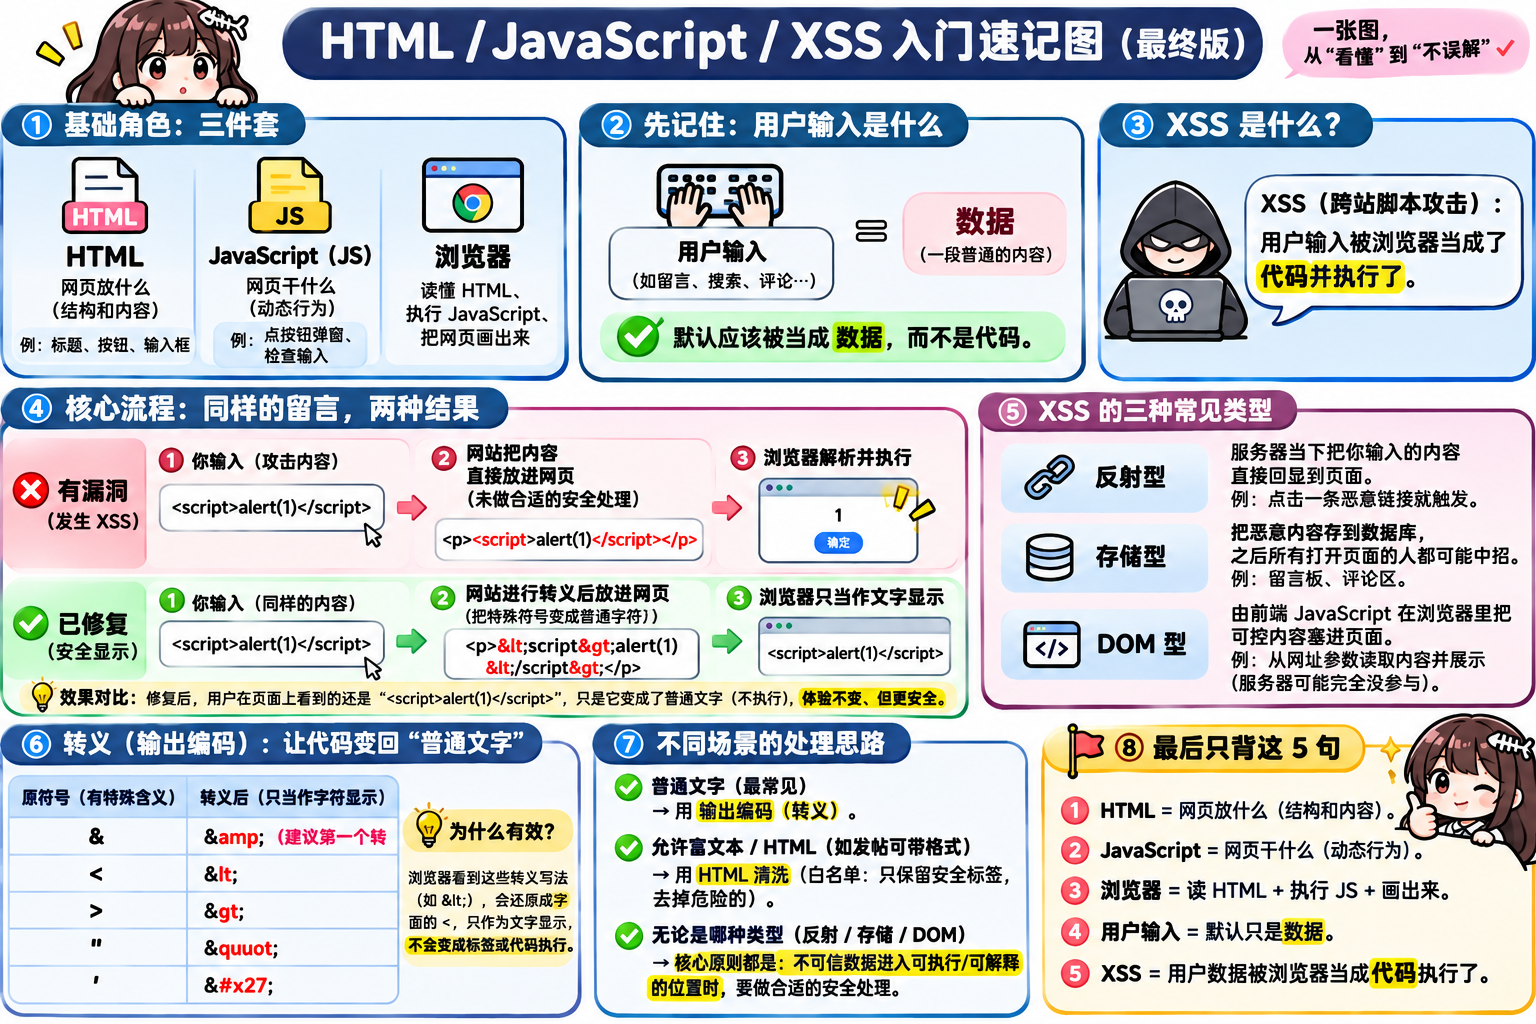 HTML / JavaScript / XSS 入门速记图（最终版）
一张图，
从“看懂”到“不误解”
① 基础角色：三件套
HTML
HTML
网页放什么
（结构和内容）
例：标题、按钮、输入框
JS
JavaScript（JS）
网页干什么
（动态行为）
例：点按钮弹窗、
检查输入
浏览器
读懂 HTML、
执行 JavaScript、
把网页画出来
② 先记住：用户输入是什么
用户输入
（如留言、搜索、评论…）
=
数据
（一段普通的内容）
默认应该被当成 数据，而不是代码。
③ XSS 是什么？
XSS（跨站脚本攻击）：
用户输入被浏览器当成了
代码并执行了。
④ 核心流程：同样的留言，两种结果
有漏洞
（发生 XSS）
1 你输入（攻击内容）
<script>alert(1)</script>
2 网站把内容
直接放进网页
（未做合适的安全处理）
<p><script>alert(1)</script></p>
3 浏览器解析并执行
1
确定
已修复
（安全显示）
1 你输入（同样的内容）
<script>alert(1)</script>
2 网站进行转义后放进网页
（把特殊符号变成普通字符））
<p>&lt;script&gt;alert(1)
&lt;/script&gt;</p>
3 浏览器只当作文字显示
<script>alert(1)</script>
效果对比：修复后，用户在页面上看到的还是“<script>alert(1)</script>”，只是它变成了普通文字（不执行），体验不变、但更安全。
⑤ XSS 的三种常见类型
反射型
服务器当下把你输入的内容
直接回显到页面。
例：点击一条恶意链接就触发。
存储型
把恶意内容存到数据库，
之后所有打开页面的人都可能中招。
例：留言板、评论区。
DOM 型
由前端 JavaScript 在浏览器里把
可控内容塞进页面。
例：从网址参数读取内容并展示
（服务器可能完全没参与）。
⑥ 转义（输出编码）：让代码变回“普通文字”
原符号（有特殊含义） 转义后（只当作字符显示）
& &amp;（建议第一个转
< &lt;
> &gt;
" &quuot;
' &#x27;
为什么有效？
浏览器看到这些转义写法
（如 &lt;），会还原成字
面的 <，只作为文字显示，
不会变成标签或代码执行。
⑦ 不同场景的处理思路
普通文字（最常见）
→ 用 输出编码（转义）。
允许富文本 / HTML（如发帖可带格式）
→ 用 HTML 清洗（白名单：只保留安全标签，
去掉危险的）。
无论是哪种类型（反射 / 存储 / DOM）
→ 核心原则都是：不可信数据进入可执行/可解释
的位置时，要做合适的安全处理。
⑧ 最后只背这 5 句
1 HTML = 网页放什么（结构和内容）。
2 JavaScript = 网页干什么（动态行为）。
3 浏览器 = 读 HTML + 执行 JS + 画出来。
4 用户输入 = 默认只是数据。
5 XSS = 用户数据被浏览器当成代码执行了。